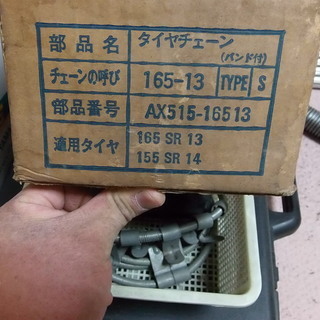 部品名 タイヤチェーン (バンド付)
チェーンの呼び 165-13 TYPE S
部品番号 AX515-16513
適用タイヤ 165 SR 13
155 SR 14